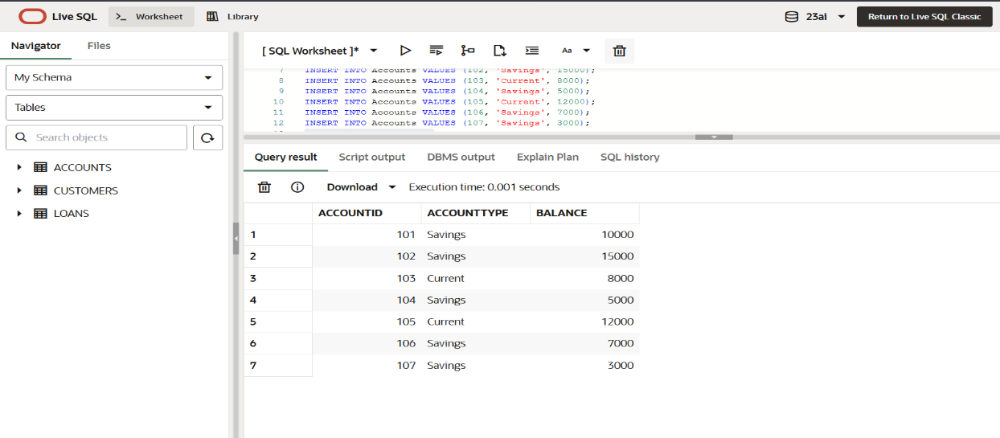 Live SQL >_ Worksheet Library 23ai Return to Live SQL Classic
Navigator Files
My Schema
Tables
Search objects
ACCOUNTS
CUSTOMERS
LOANS
[ SQL Worksheet ]* Aa
7 INSERT INTO Accounts VALUES (102, 'Savings', 15000);
8 INSERT INTO Accounts VALUES (103, 'Current', 8000);
9 INSERT INTO Accounts VALUES (104, 'Savings', 5000);
10 INSERT INTO Accounts VALUES (105, 'Current', 12000);
11 INSERT INTO Accounts VALUES (106, 'Savings', 7000);
12 INSERT INTO Accounts VALUES (107, 'Savings', 3000);
Query result Script output DBMS output Explain Plan SQL history
Download Execution time: 0.001 seconds
ACCOUNTID ACCOUNTTYPE BALANCE
1 101 Savings 10000
2 102 Savings 15000
3 103 Current 8000
4 104 Savings 5000
5 105 Current 12000
6 106 Savings 7000
7 107 Savings 3000